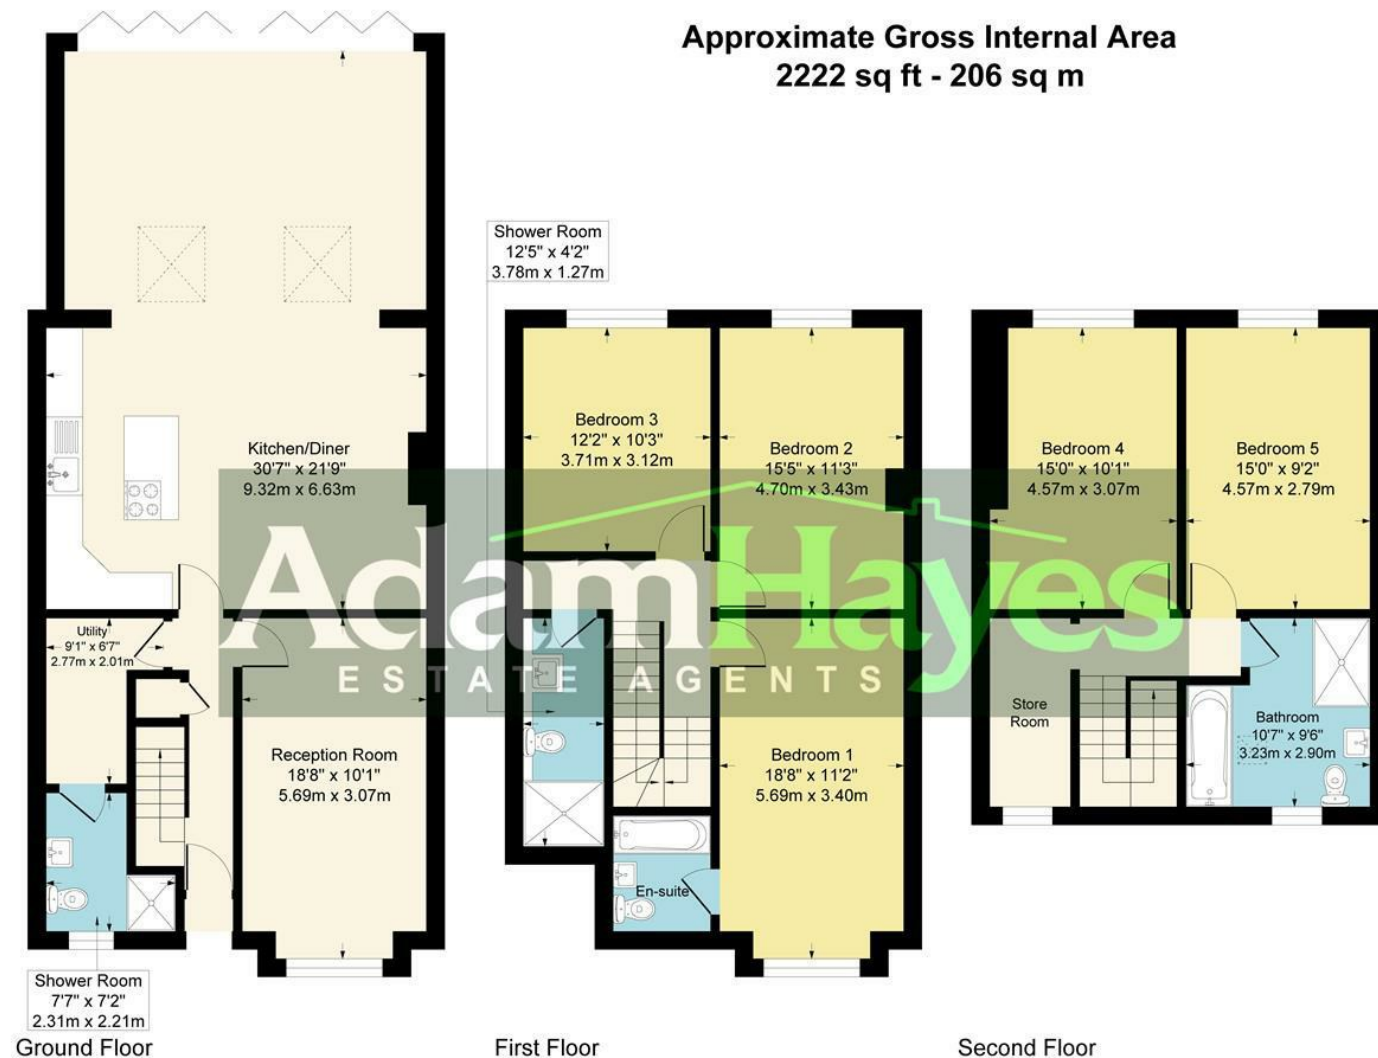 Approximate Gross Internal Area
2222 sq ft - 206 sq m
Kitchen/Diner
30'7" x 21'9"
9.32m x 6.63m
Utility
9'1" x 6'7"
2.77m x 2.01m
Reception Room
18'8" x 10'1"
5.69m x 3.07m
Shower Room
7'7" x 7'2"
2.31m x 2.21m
Ground Floor
Shower Room
12'5" x 4'2"
3.78m x 1.27m
Bedroom 3
12'2" x 10'3"
3.71m x 3.12m
Bedroom 2
15'5" x 11'3"
4.70m x 3.43m
Bedroom 1
18'8" x 11'2"
5.69m x 3.40m
En-suite
First Floor
Bedroom 4
15'0" x 10'1"
4.57m x 3.07m
Bedroom 5
15'0" x 9'2"
4.57m x 2.79m
Store
Room
Bathroom
10'7" x 9'6"
3.23m x 2.90m
Second Floor
AdamHayes
ESTATE AGENTS